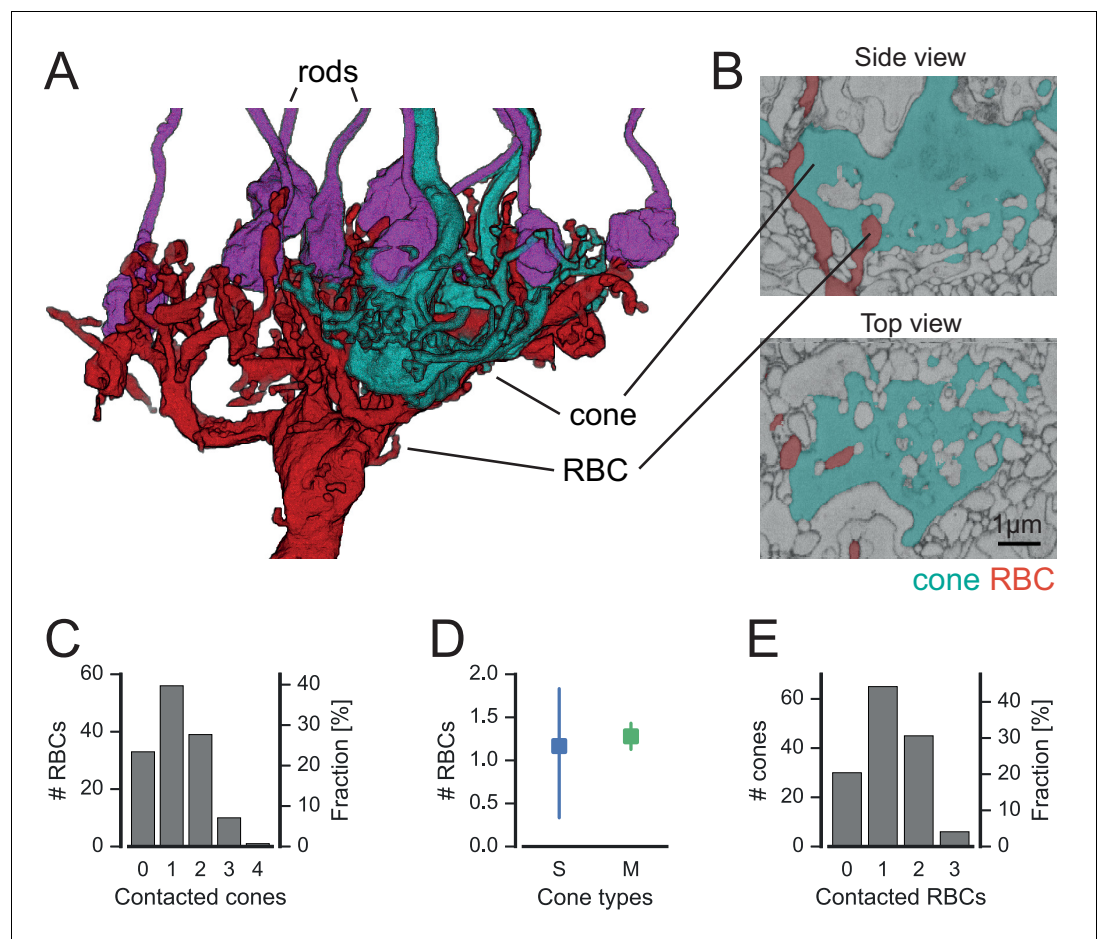 A
rods
cone
RBC
B
Side view
Top view
1µm
cone RBC
C
60
40
20
0
# RBCs
40
30
20
10
0
Fraction [%]
0 1 2 3 4
Contacted cones
D
2.0
1.5
1.0
0.5
0.0
# RBCs
S M
Cone types
E
60
40
20
0
# cones
40
30
20
10
0
Fraction [%]
0 1 2 3
Contacted RBCs